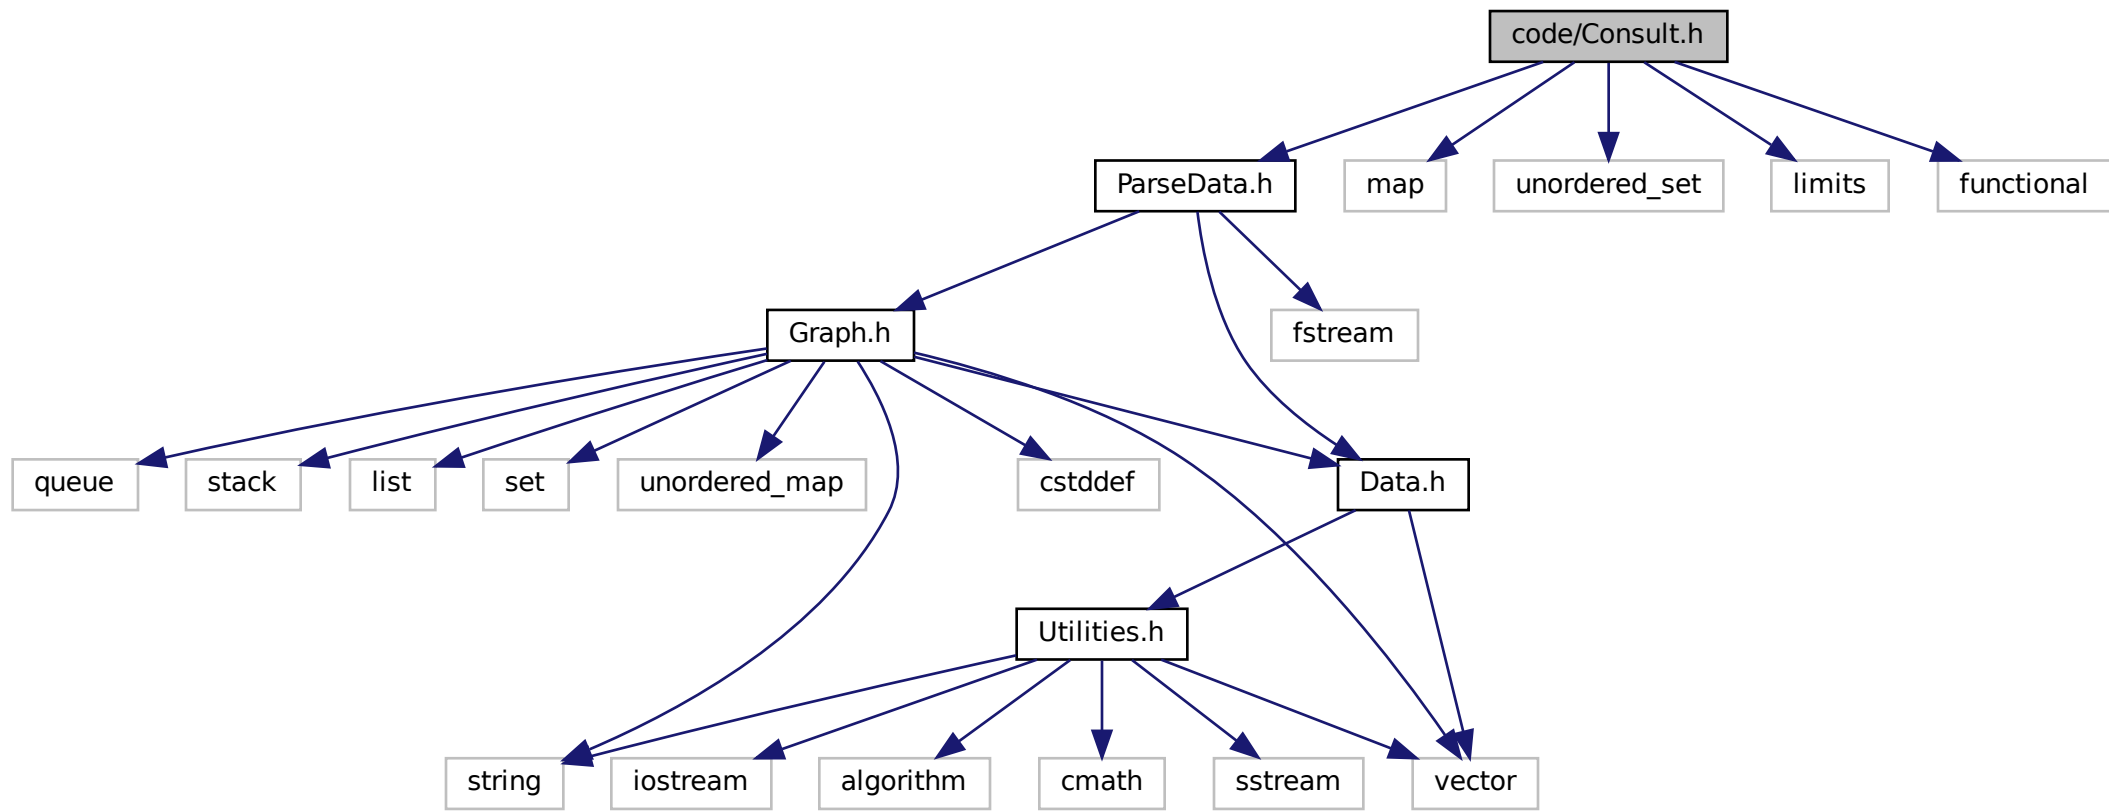 code/Consult.h
ParseData.h
map
unordered_set
limits
functional
Graph.h
fstream
queue
stack
list
set
unordered_map
cstddef
Data.h
Utilities.h
string
iostream
algorithm
cmath
sstream
vector